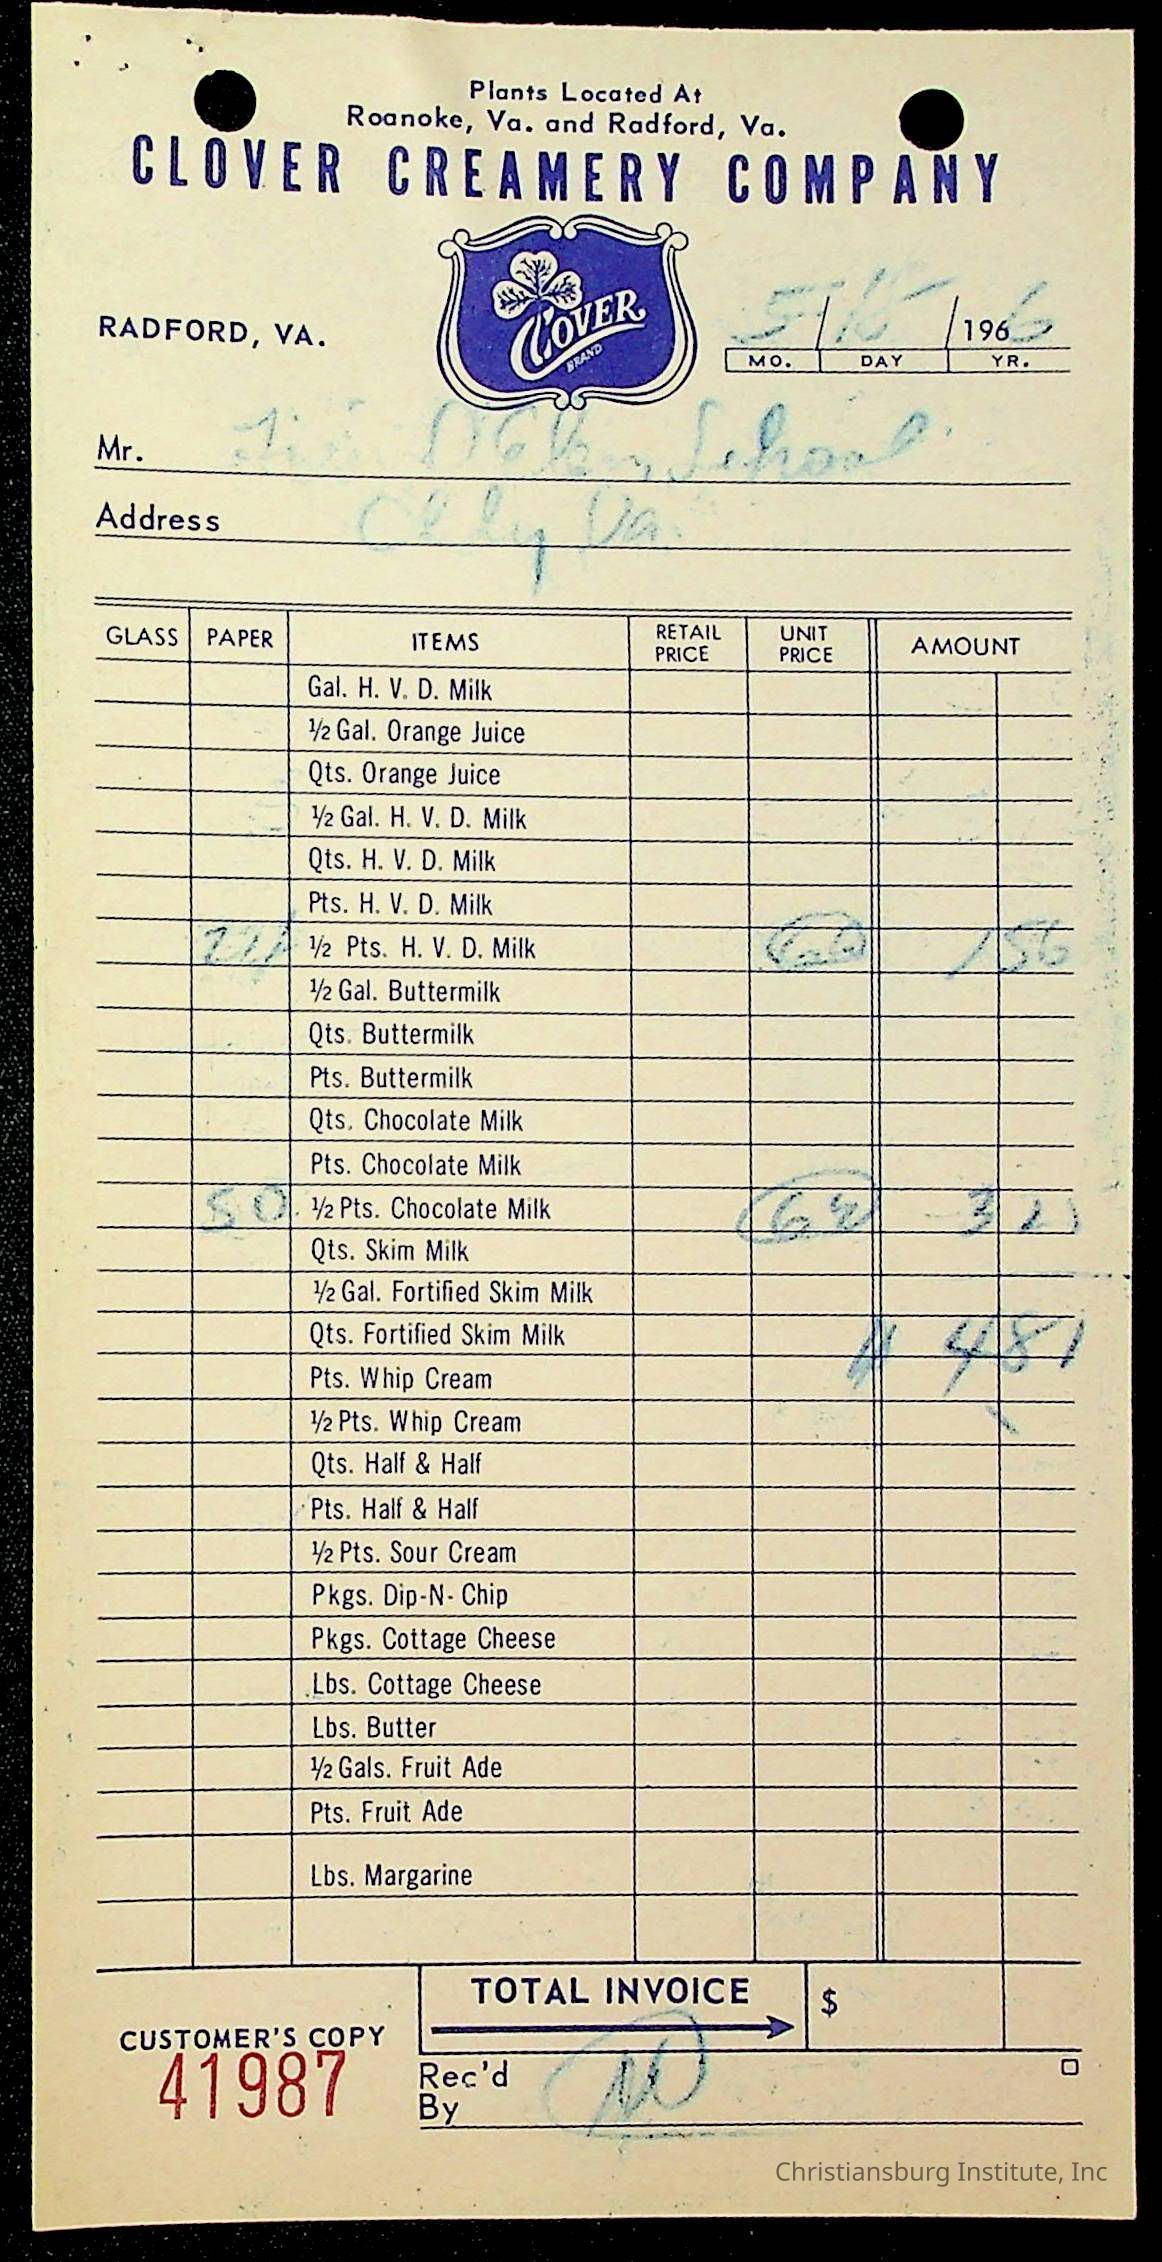 Plants Located At
Roanoke, Va. and Radford, Va.
CLOVER CREAMERY COMPANY
CLOVER
BRAND
RADFORD, VA.
5/18/1966
MO. DAY YR.
Mr. School
Address Va.
GLASS PAPER ITEMS RETAIL PRICE UNIT PRICE AMOUNT
Gal. H. V. D. Milk
½ Gal. Orange Juice
Qts. Orange Juice
½ Gal. H. V. D. Milk
Qts. H. V. D. Milk
Pts. H. V. D. Milk
½ Pts. H. V. D. Milk 156
½ Gal. Buttermilk
Qts. Buttermilk
Pts. Buttermilk
Qts. Chocolate Milk
Pts. Chocolate Milk
50 ½ Pts. Chocolate Milk
Qts. Skim Milk
½ Gal. Fortified Skim Milk
Qts. Fortified Skim Milk 481
Pts. Whip Cream
½ Pts. Whip Cream
Qts. Half & Half
Pts. Half & Half
½ Pts. Sour Cream
Pkgs. Dip-N-Chip
Pkgs. Cottage Cheese
Lbs. Cottage Cheese
Lbs. Butter
½ Gals. Fruit Ade
Pts. Fruit Ade
Lbs. Margarine
TOTAL INVOICE $
CUSTOMER'S COPY
41987
Rec'd
By
Christiansburg Institute, Inc